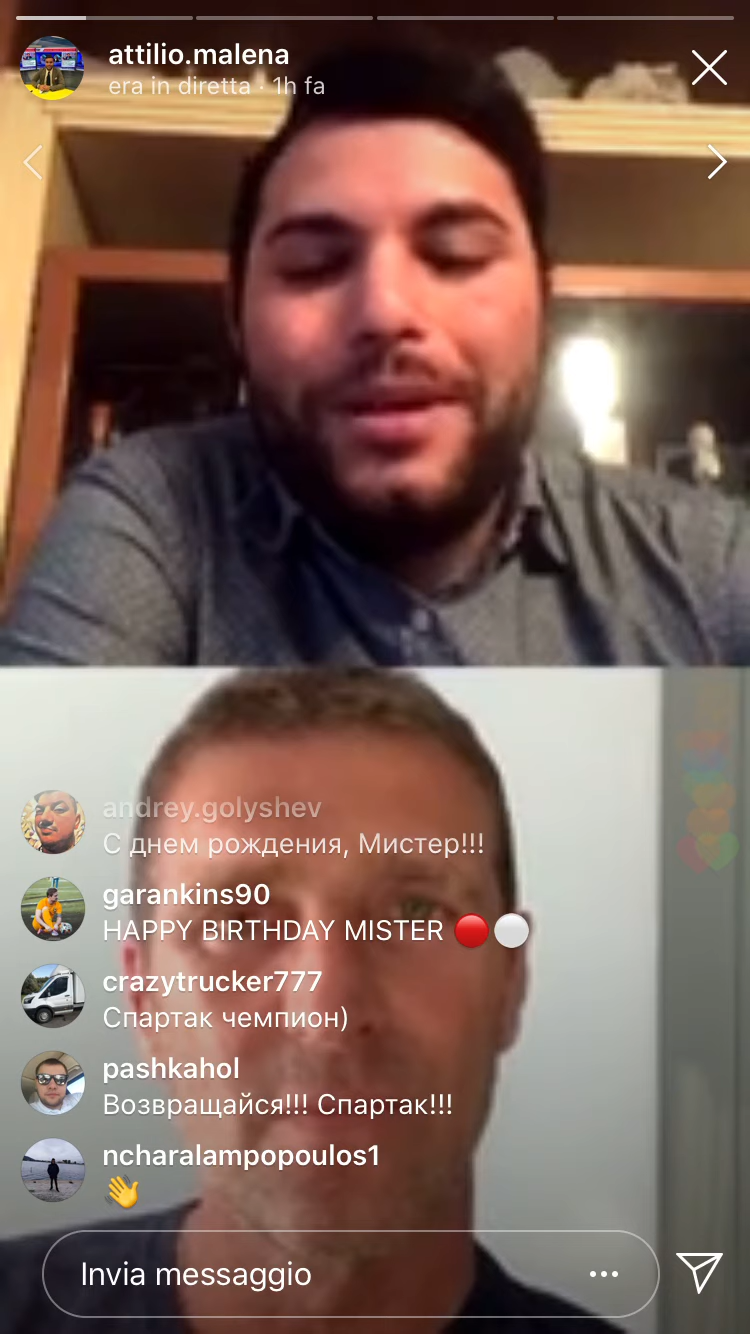 attilio.malena
era in diretta · 1h fa
andrey.golyshev
С днем рождения, Мистер!!!
garankins90
HAPPY BIRTHDAY MISTER 🔴⚪
crazytrucker777
Спартак чемпион)
pashkahol
Возвращайся!!! Спартак!!!
ncharalampopoulos1
👋
Invia messaggio